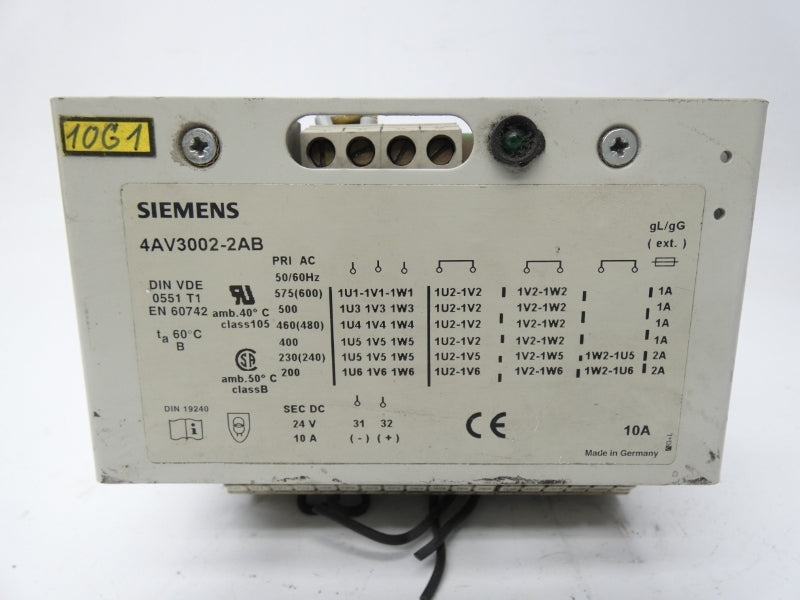 10G1
SIEMENS
4AV3002-2AB
gL/gG
(ext.)
DIN VDE
0551 T1
EN 60742
ta 60°C
B
amb.40° C
class105
amb.50° C
classB
PRI AC
50/60Hz
575(600) 1U1-1V1-1W1 1U2-1V2 1V2-1W2 1A
500 1U3 1V3 1W3 1U2-1V2 1V2-1W2 1A
460(480) 1U4 1V4 1W4 1U2-1V2 1V2-1W2 1A
400 1U5 1V5 1W5 1U2-1V2 1V2-1W2 1A
230(240) 1U5 1V5 1W5 1U2-1V5 1V2-1W5 1W2-1U5 2A
200 1U6 1V6 1W6 1U2-1V6 1V2-1W6 1W2-1U6 2A
DIN 19240
SEC DC
24 V 31 32
10 A (-) (+)
CE
10A
Made in Germany